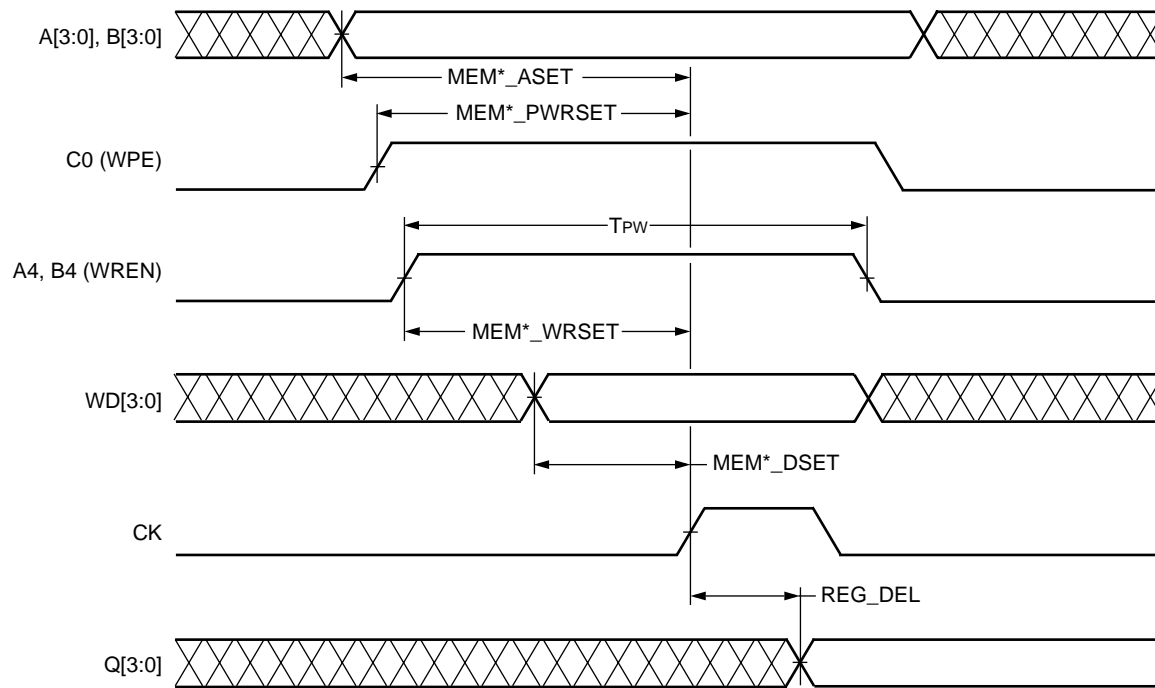 A[3:0], B[3:0]
MEM*_ASET
MEM*_PWRSET
C0 (WPE)
TPW
A4, B4 (WREN)
MEM*_WRSET
WD[3:0]
MEM*_DSET
CK
REG_DEL
Q[3:0]